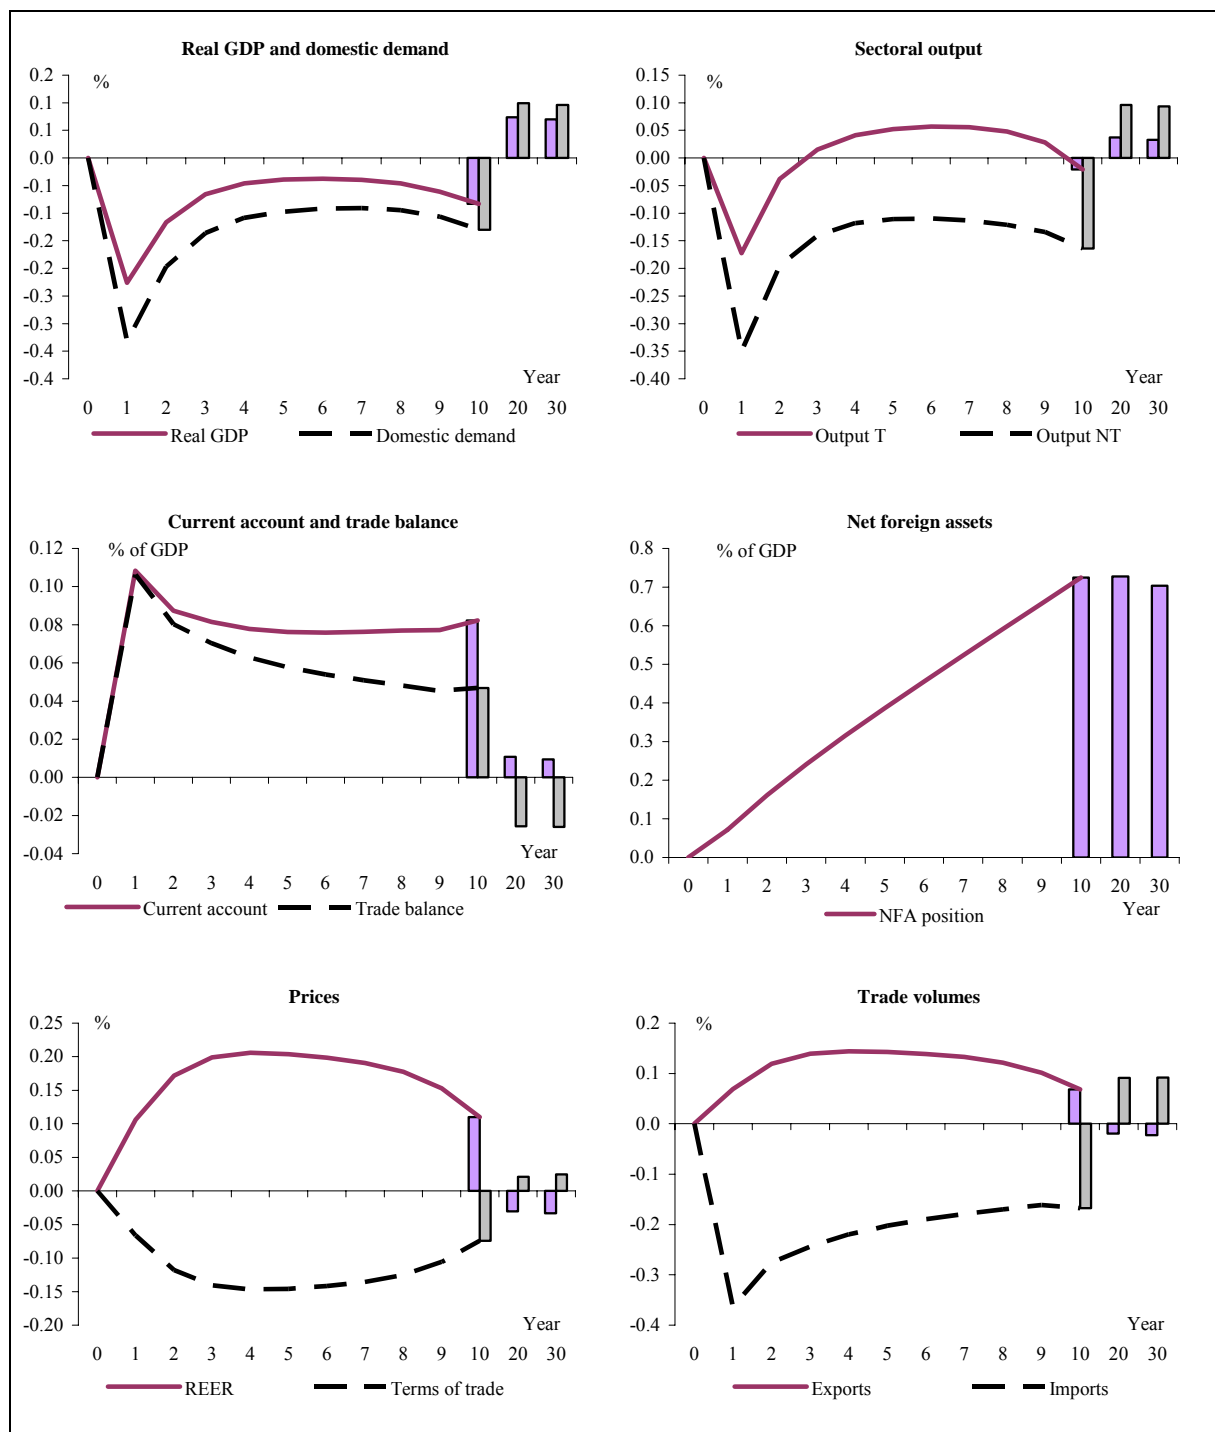 Real GDP and domestic demand
%
0.2
0.1
0.1
0.0
-0.1
-0.1
-0.2
-0.2
-0.3
-0.3
-0.4
-0.4
Year
0 1 2 3 4 5 6 7 8 9 10 20 30
Real GDP Domestic demand
Sectoral output
%
0.15
0.10
0.05
0.00
-0.05
-0.10
-0.15
-0.20
-0.25
-0.30
-0.35
-0.40
Year
0 1 2 3 4 5 6 7 8 9 10 20 30
Output T Output NT
Current account and trade balance
% of GDP
0.12
0.10
0.08
0.06
0.04
0.02
0.00
-0.02
-0.04
Year
0 1 2 3 4 5 6 7 8 9 10 20 30
Current account Trade balance
Net foreign assets
% of GDP
0.8
0.7
0.6
0.5
0.4
0.3
0.2
0.1
0.0
0 1 2 3 4 5 6 7 8 9 10 20 30
Year
NFA position
Prices
%
0.25
0.20
0.15
0.10
0.05
0.00
-0.05
-0.10
-0.15
-0.20
Year
0 1 2 3 4 5 6 7 8 9 10 20 30
REER Terms of trade
Trade volumes
%
0.2
0.1
0.0
-0.1
-0.2
-0.3
-0.4
Year
0 1 2 3 4 5 6 7 8 9 10 20 30
Exports Imports